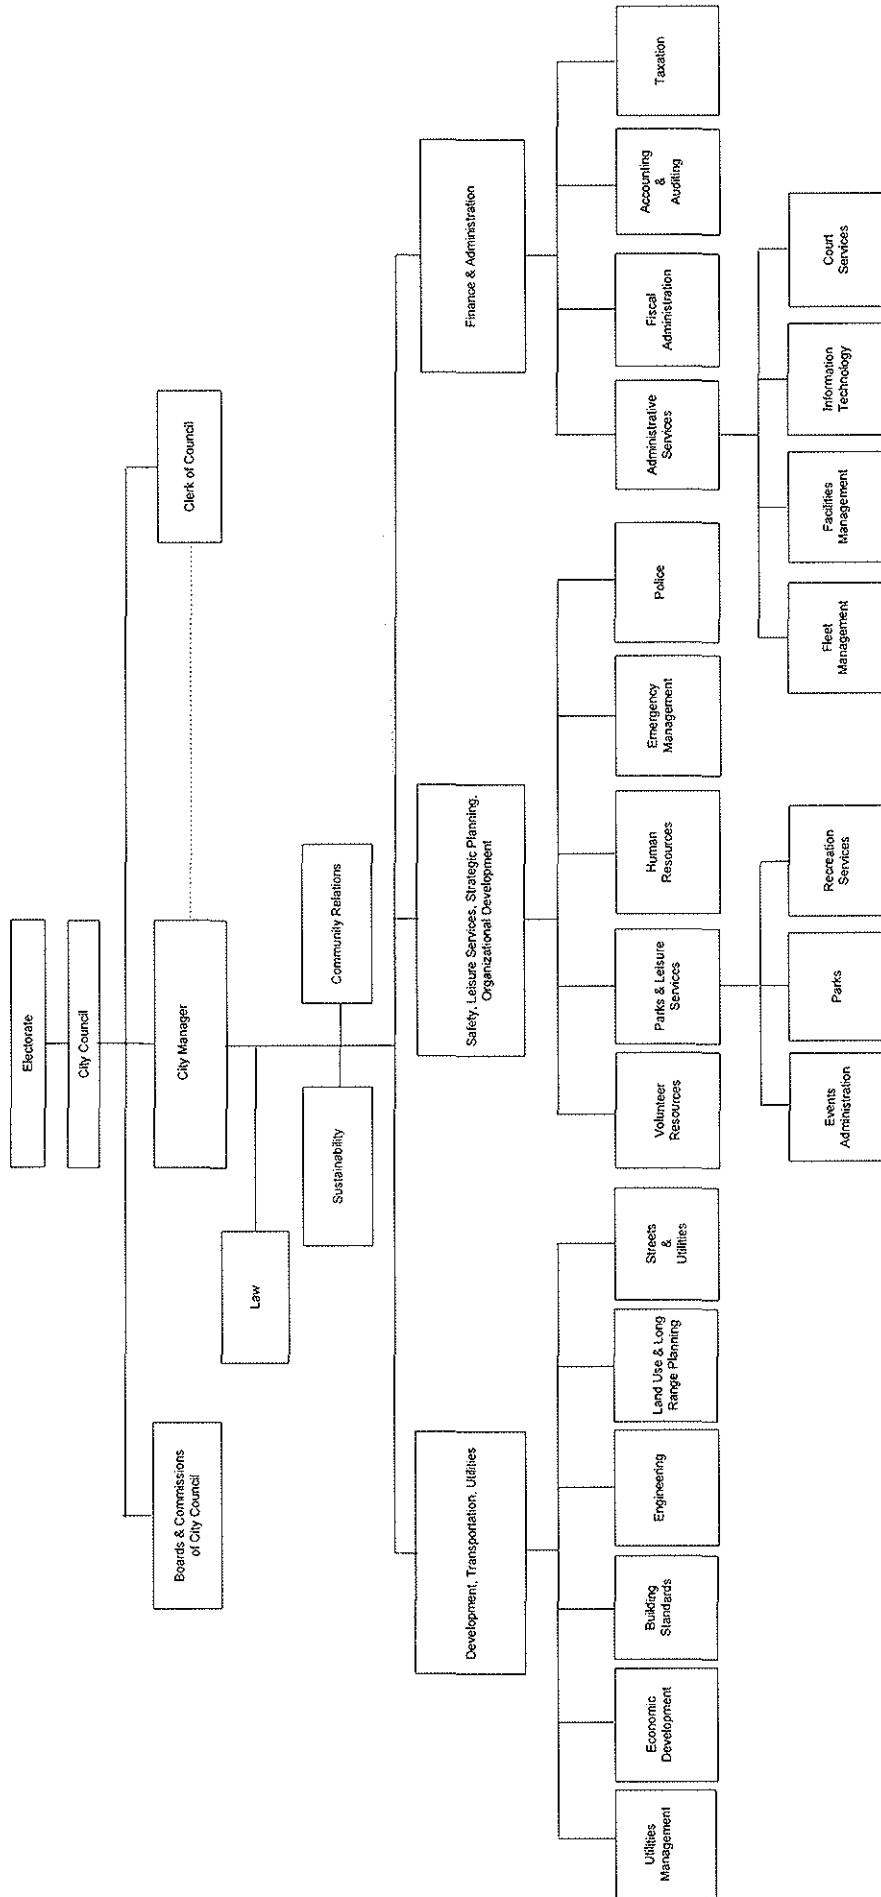 Electorate
City Council
Boards & Commissions
of City Council
City Manager
Clerk of Council
Law
Sustainability
Community Relations
Development, Transportation, Utilities
Safety, Leisure Services, Strategic Planning,
Organizational Development
Finance & Administration
Utilities
Management
Economic
Development
Building
Standards
Engineering
Land Use & Long
Range Planning
Streets
&
Utilities
Volunteer
Resources
Parks & Leisure
Services
Human
Resources
Emergency
Management
Police
Administrative
Services
Fiscal
Administration
Accounting
&
Auditing
Taxation
Events
Administration
Parks
Recreation
Services
Fleet
Management
Facilities
Management
Information
Technology
Court
Services